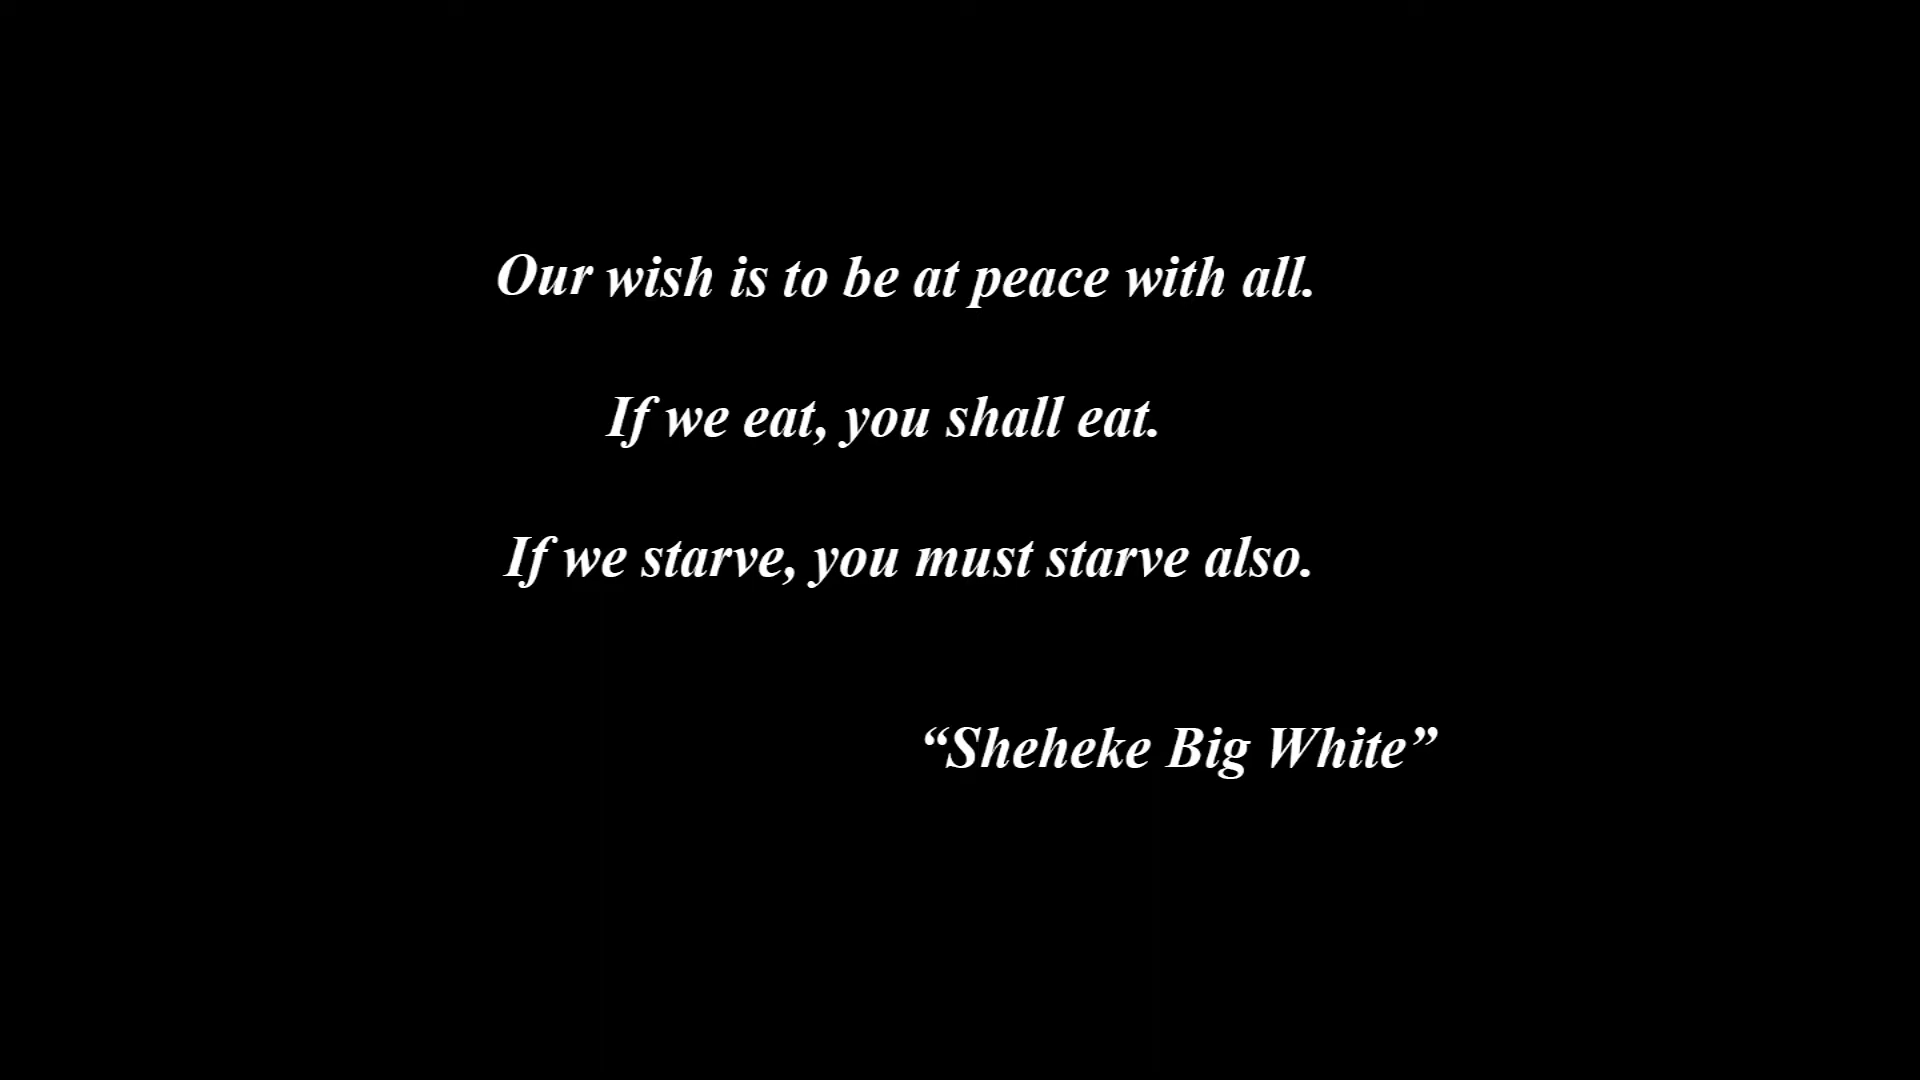 Our wish is to be at peace with all.
If we eat, you shall eat.
If we starve, you must starve also.
“Sheheke Big White”